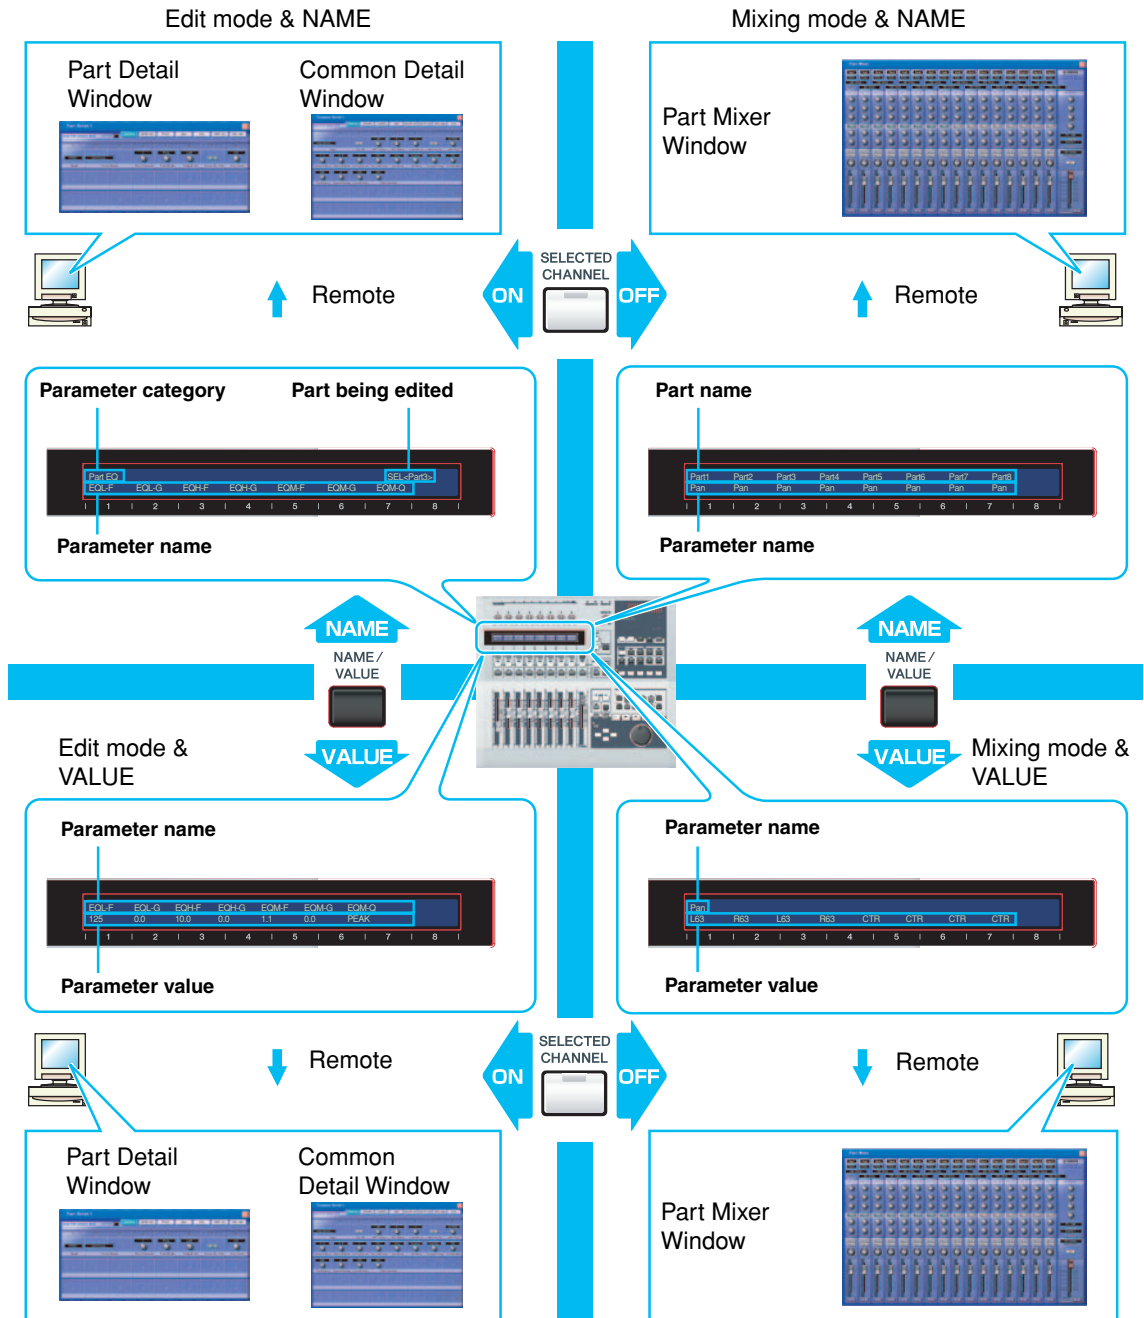 Edit mode & NAME
Mixing mode & NAME
Part Detail
Window
Common Detail
Window
Part Mixer
Window
SELECTED
CHANNEL
ON
OFF
Remote
Remote
Parameter category
Part being edited
Part EQ
SEL<Part3>
EQL-F EQL-G EQH-F EQH-G EQM-F EQM-G EQM-Q
1 2 3 4 5 6 7 8
Parameter name
Part name
Part1 Part2 Part3 Part4 Part5 Part6 Part7 Part8
Pan Pan Pan Pan Pan Pan Pan Pan
1 2 3 4 5 6 7 8
Parameter name
NAME
NAME/
VALUE
VALUE
NAME
NAME/
VALUE
VALUE
Edit mode &
VALUE
Mixing mode &
VALUE
Parameter name
EQL-F EQL-G EQH-F EQH-G EQM-F EQM-G EQM-Q
125 0.0 10.0 0.0 1.1 0.0 PEAK
1 2 3 4 5 6 7 8
Parameter value
Parameter name
Pan
L63 R63 L63 R63 CTR CTR CTR CTR
1 2 3 4 5 6 7 8
Parameter value
Remote
Remote
SELECTED
CHANNEL
ON
OFF
Part Detail
Window
Common
Detail Window
Part Mixer
Window